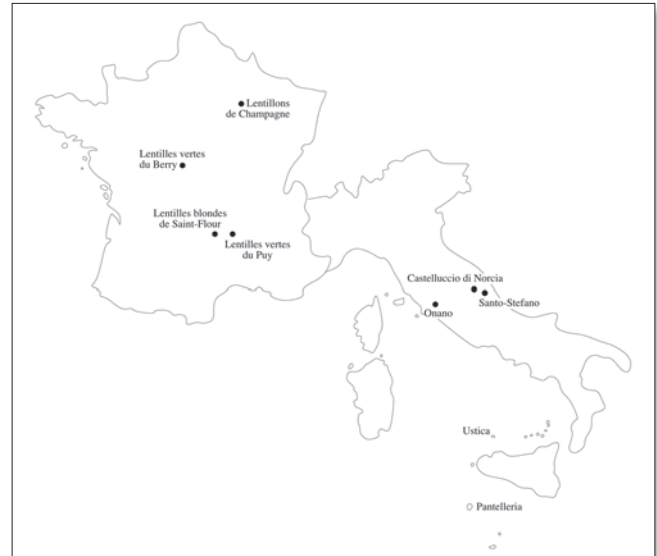 Lentillons
de Champagne
Lentilles vertes
du Berry
Lentilles blondes
de Saint-Flour
Lentilles vertes
du Puy
Castelluccio di Norcia
Santo-Stefano
Onano
Ustica
Pantelleria